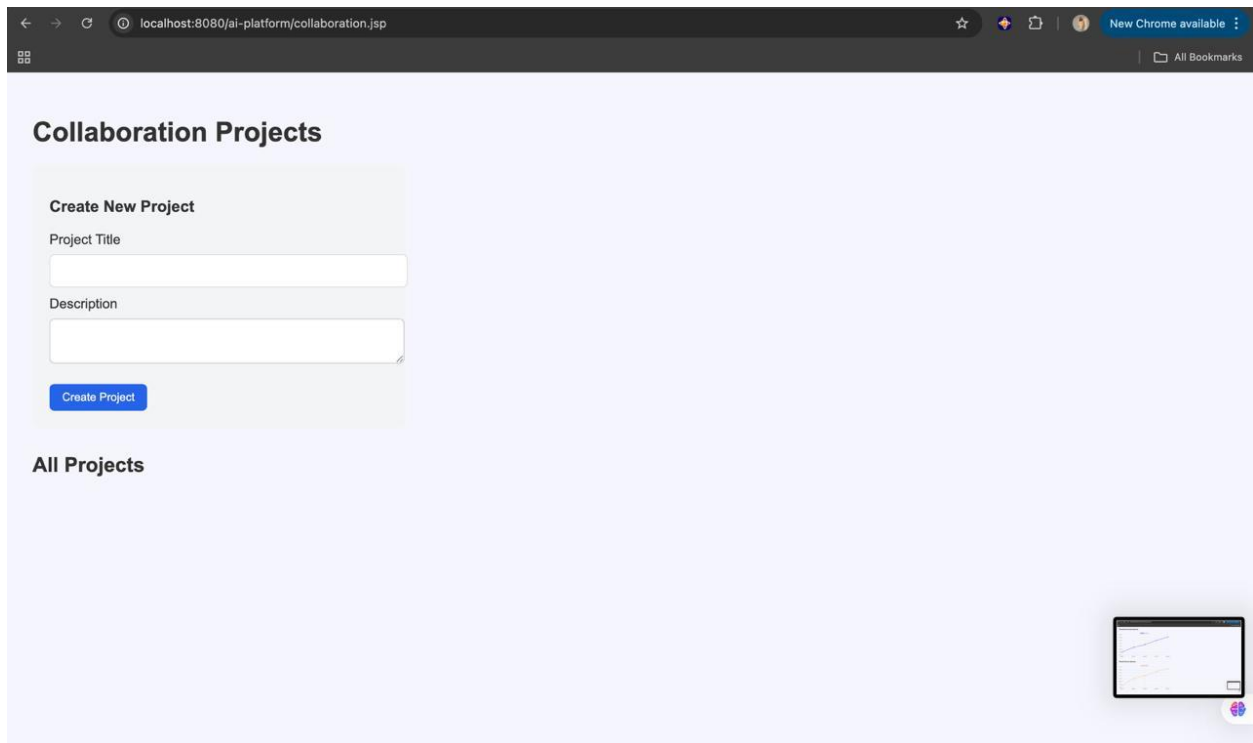 localhost:8080/ai-platform/collaboration.jsp
New Chrome available
All Bookmarks
Collaboration Projects
Create New Project
Project Title
Description
Create Project
All Projects